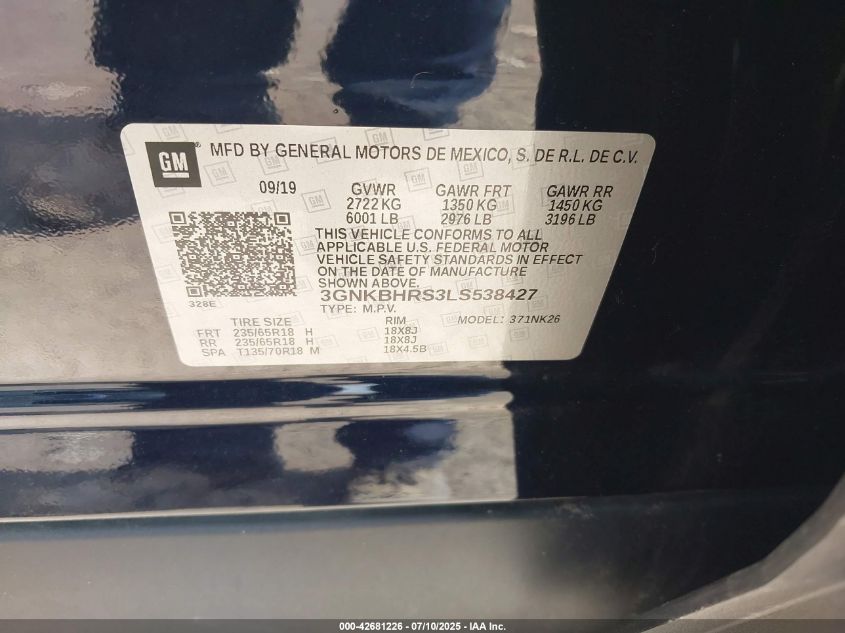 GM
MFD BY GENERAL MOTORS DE MEXICO, S. DE R.L. DE C.V.
09/19 GVWR GAWR FRT GAWR RR
2722 KG 1350 KG 1450 KG
6001 LB 2976 LB 3196 LB
THIS VEHICLE CONFORMS TO ALL
APPLICABLE U.S. FEDERAL MOTOR
VEHICLE SAFETY STANDARDS IN EFFECT
ON THE DATE OF MANUFACTURE
SHOWN ABOVE.
3GNKBHRS3LS538427
328E
TYPE: M.P.V.
TIRE SIZE RIM MODEL: 371NK26
FRT 235/65R18 H 18X8J
RR 235/65R18 H 18X8J
SPA T135/70R18 M 18X4.5B
000-42681226 - 07/10/2025 - IAA Inc.